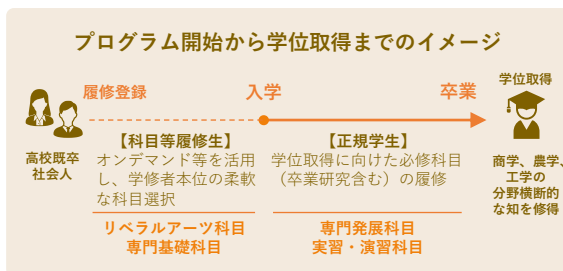 プログラム開始から学位取得までのイメージ
学位取得
履修登録
入学
卒業
高校既卒
社会人
【科目等履修生】
オンデマンド等を活用
し、学修者本位の柔軟
な科目選択
リベラルアーツ科目
専門基礎科目
【正規学生】
学位取得に向けた必修科目
（卒業研究含む）の履修
専門発展科目
実習・演習科目
商学、農学、
工学の
分野横断的
な知を修得